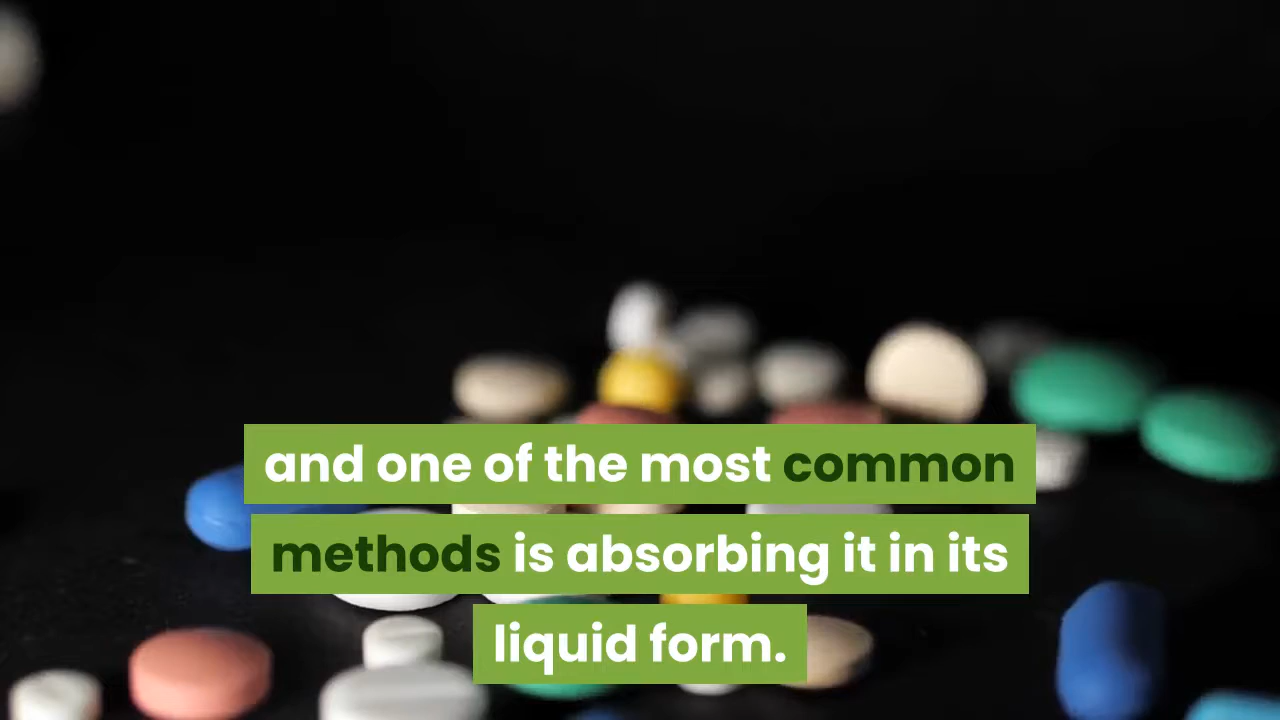 and one of the most common
methods is absorbing it in its
liquid form.